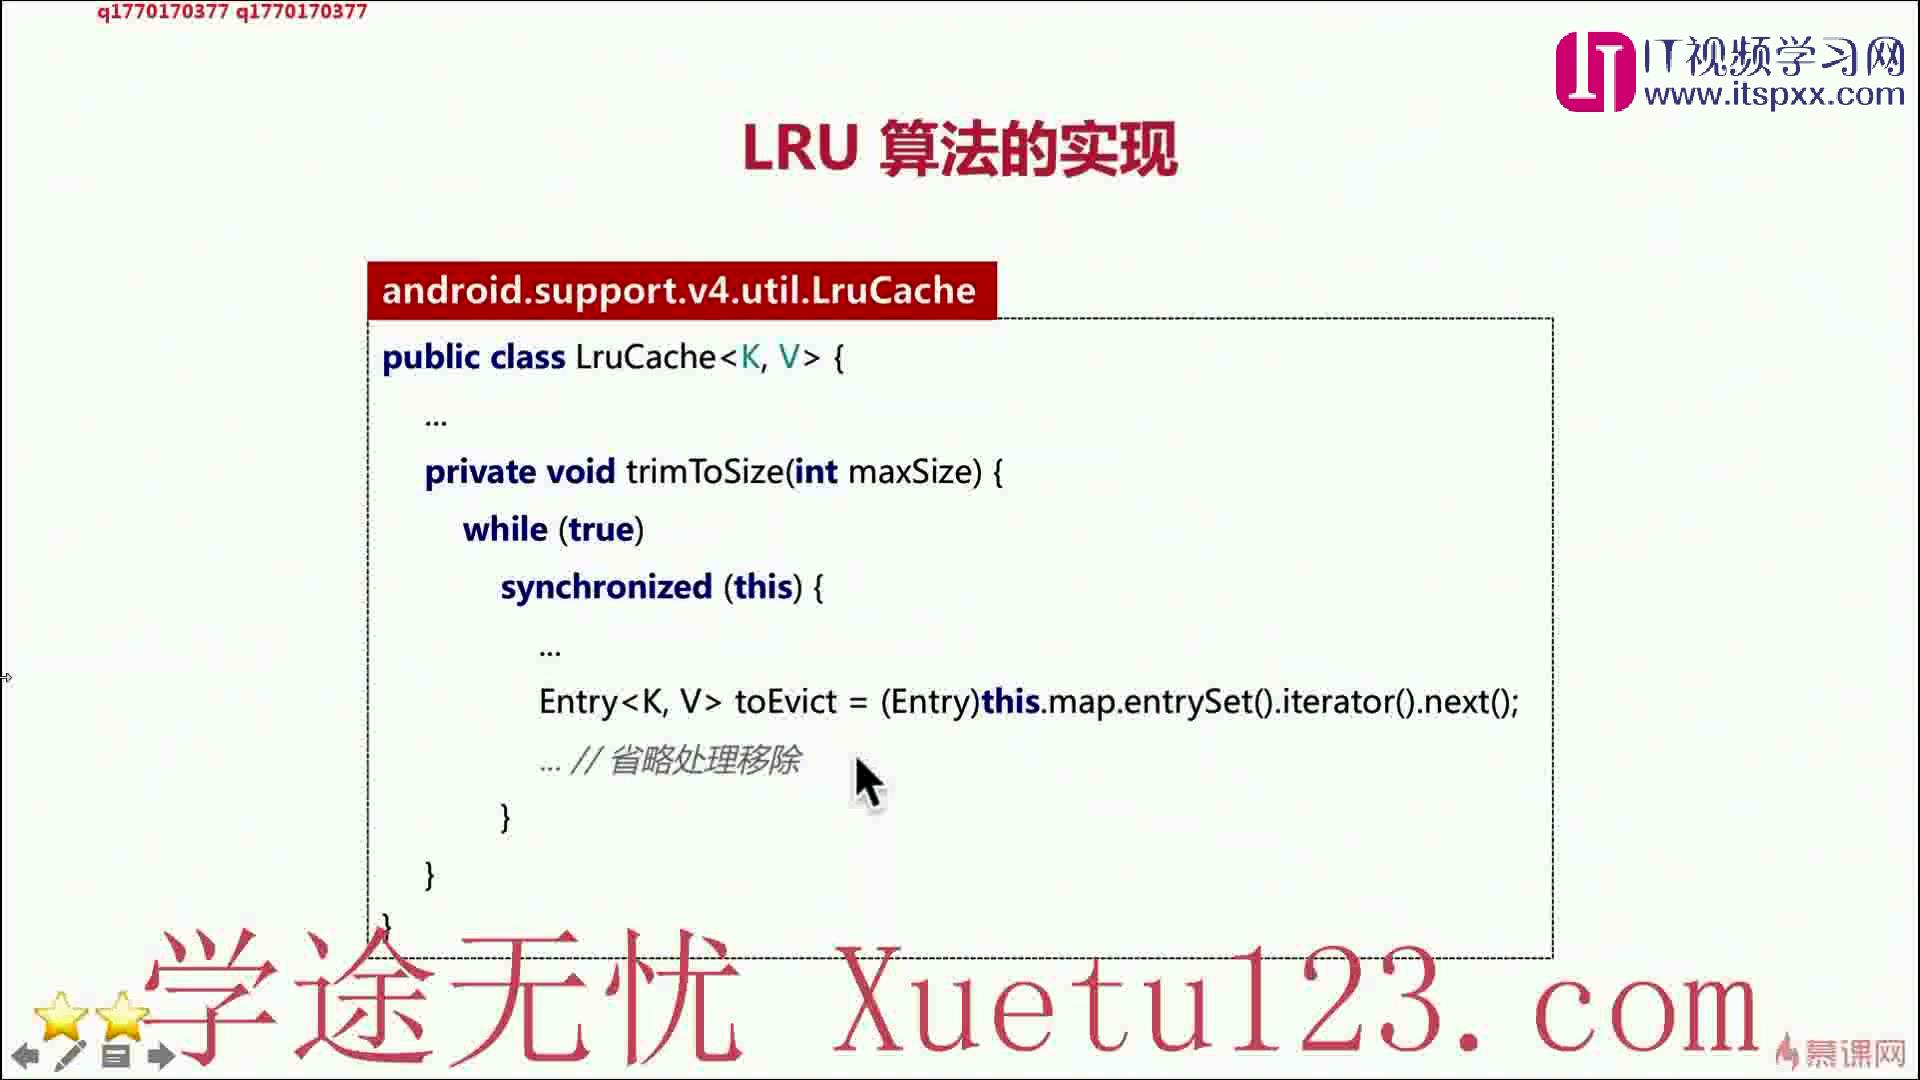 q1770170377 q1770170377
IT视频学习网
www.itspxx.com
LRU 算法的实现
android.support.v4.util.LruCache
public class LruCache<K, V> {
...
private void trimToSize(int maxSize) {
while (true)
synchronized (this) {
...
Entry<K, V> toEvict = (Entry)this.map.entrySet().iterator().next();
... // 省略处理移除
}
}
}
学途无忧 Xuetu123.com
慕课网